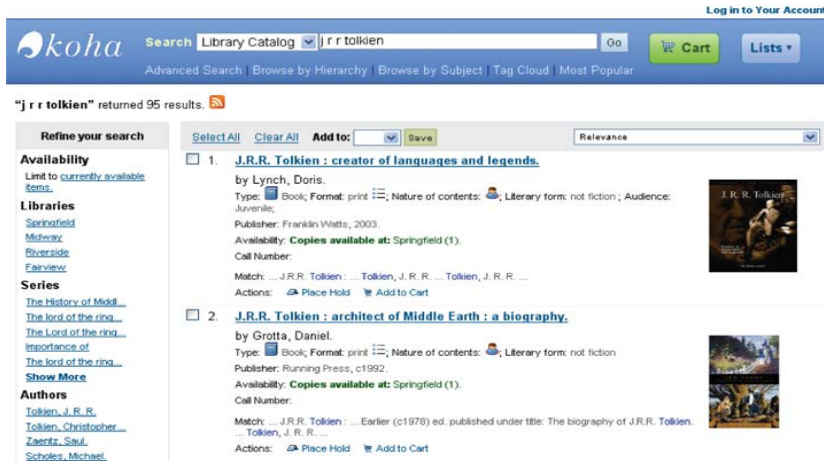 Log in to Your Account
koha
Search Library Catalog j r r tolkien Go Cart Lists
Advanced Search | Browse by Hierarchy | Browse by Subject | Tag Cloud | Most Popular
"j r r tolkien" returned 95 results.
Refine your search
Availability
Limit to currently available
items.
Libraries
Springfield
Midway
Riverside
Fairview
Series
The History of Middl...
The lord of the ring...
The Lord of the ring...
Importance of
The lord of the ring...
Show More
Authors
Tolkien, J. R. R.
Tolkien, Christopher...
Zaentz, Saul.
Scholes, Michael.
Select All Clear All Add to: Save Relevance
1. J.R.R. Tolkien : creator of languages and legends.
by Lynch, Doris.
Type: Book; Format: print ; Nature of contents: ; Literary form: not fiction ; Audience:
Juvenile;
Publisher: Franklin Watts, 2003.
Availability: Copies available at: Springfield (1).
Call Number:
Match: ... J.R.R. Tolkien : ... Tolkien, J. R. R. ... Tolkien, J. R. R. ...
Actions: Place Hold Add to Cart
J. R. R. Tolkien
2. J.R.R. Tolkien : architect of Middle Earth : a biography.
by Grotta, Daniel.
Type: Book; Format: print ; Nature of contents: ; Literary form: not fiction
Publisher: Running Press, c1992.
Availability: Copies available at: Springfield (1).
Call Number:
Match: ... J.R.R. Tolkien : ... Earlier (c1978) ed. published under title: The biography of J.R.R. Tolkien.
... Tolkien, J. R. R. ...
Actions: Place Hold Add to Cart